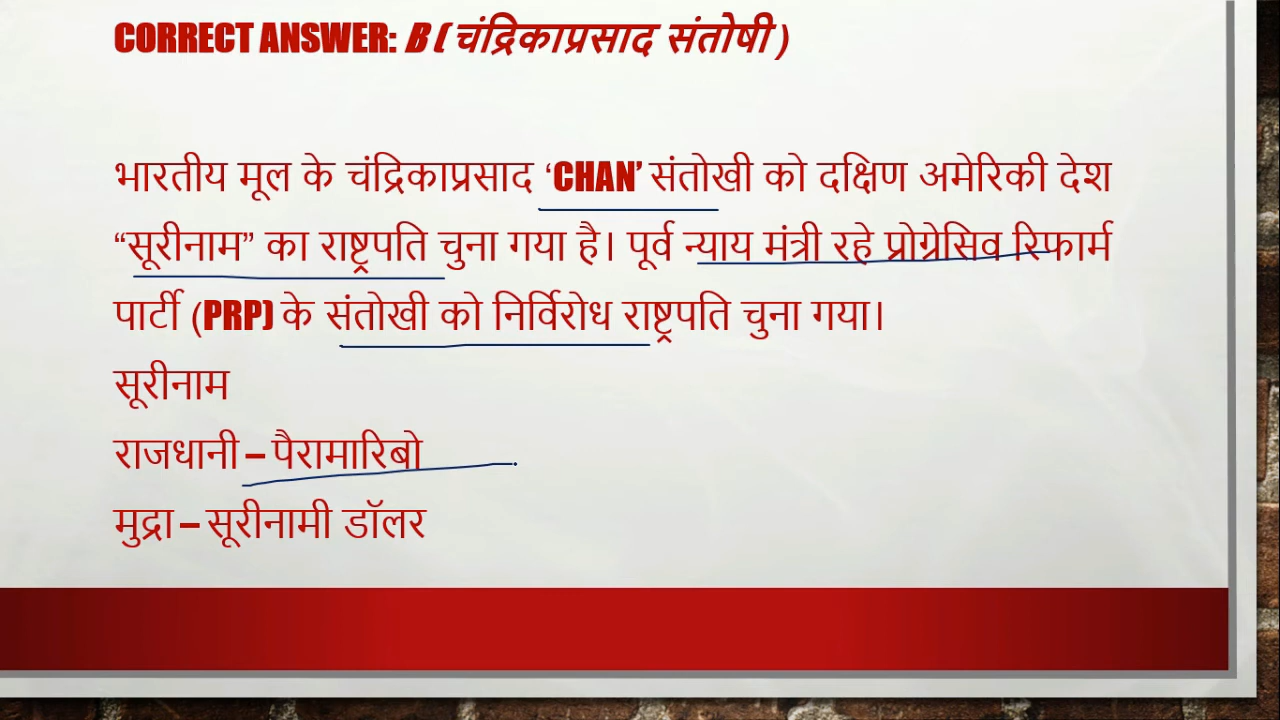 CORRECT ANSWER: B ( चंद्रिकाप्रसाद संतोषी )
भारतीय मूल के चंद्रिकाप्रसाद ‘CHAN’ संतोखी को दक्षिण अमेरिकी देश
“सूरीनाम” का राष्ट्रपति चुना गया है। पूर्व न्याय मंत्री रहे प्रोग्रेसिव रिफार्म
पार्टी (PRP) के संतोखी को निर्विरोध राष्ट्रपति चुना गया।
सूरीनाम
राजधानी – पैरामारिबो
मुद्रा – सूरीनामी डॉलर